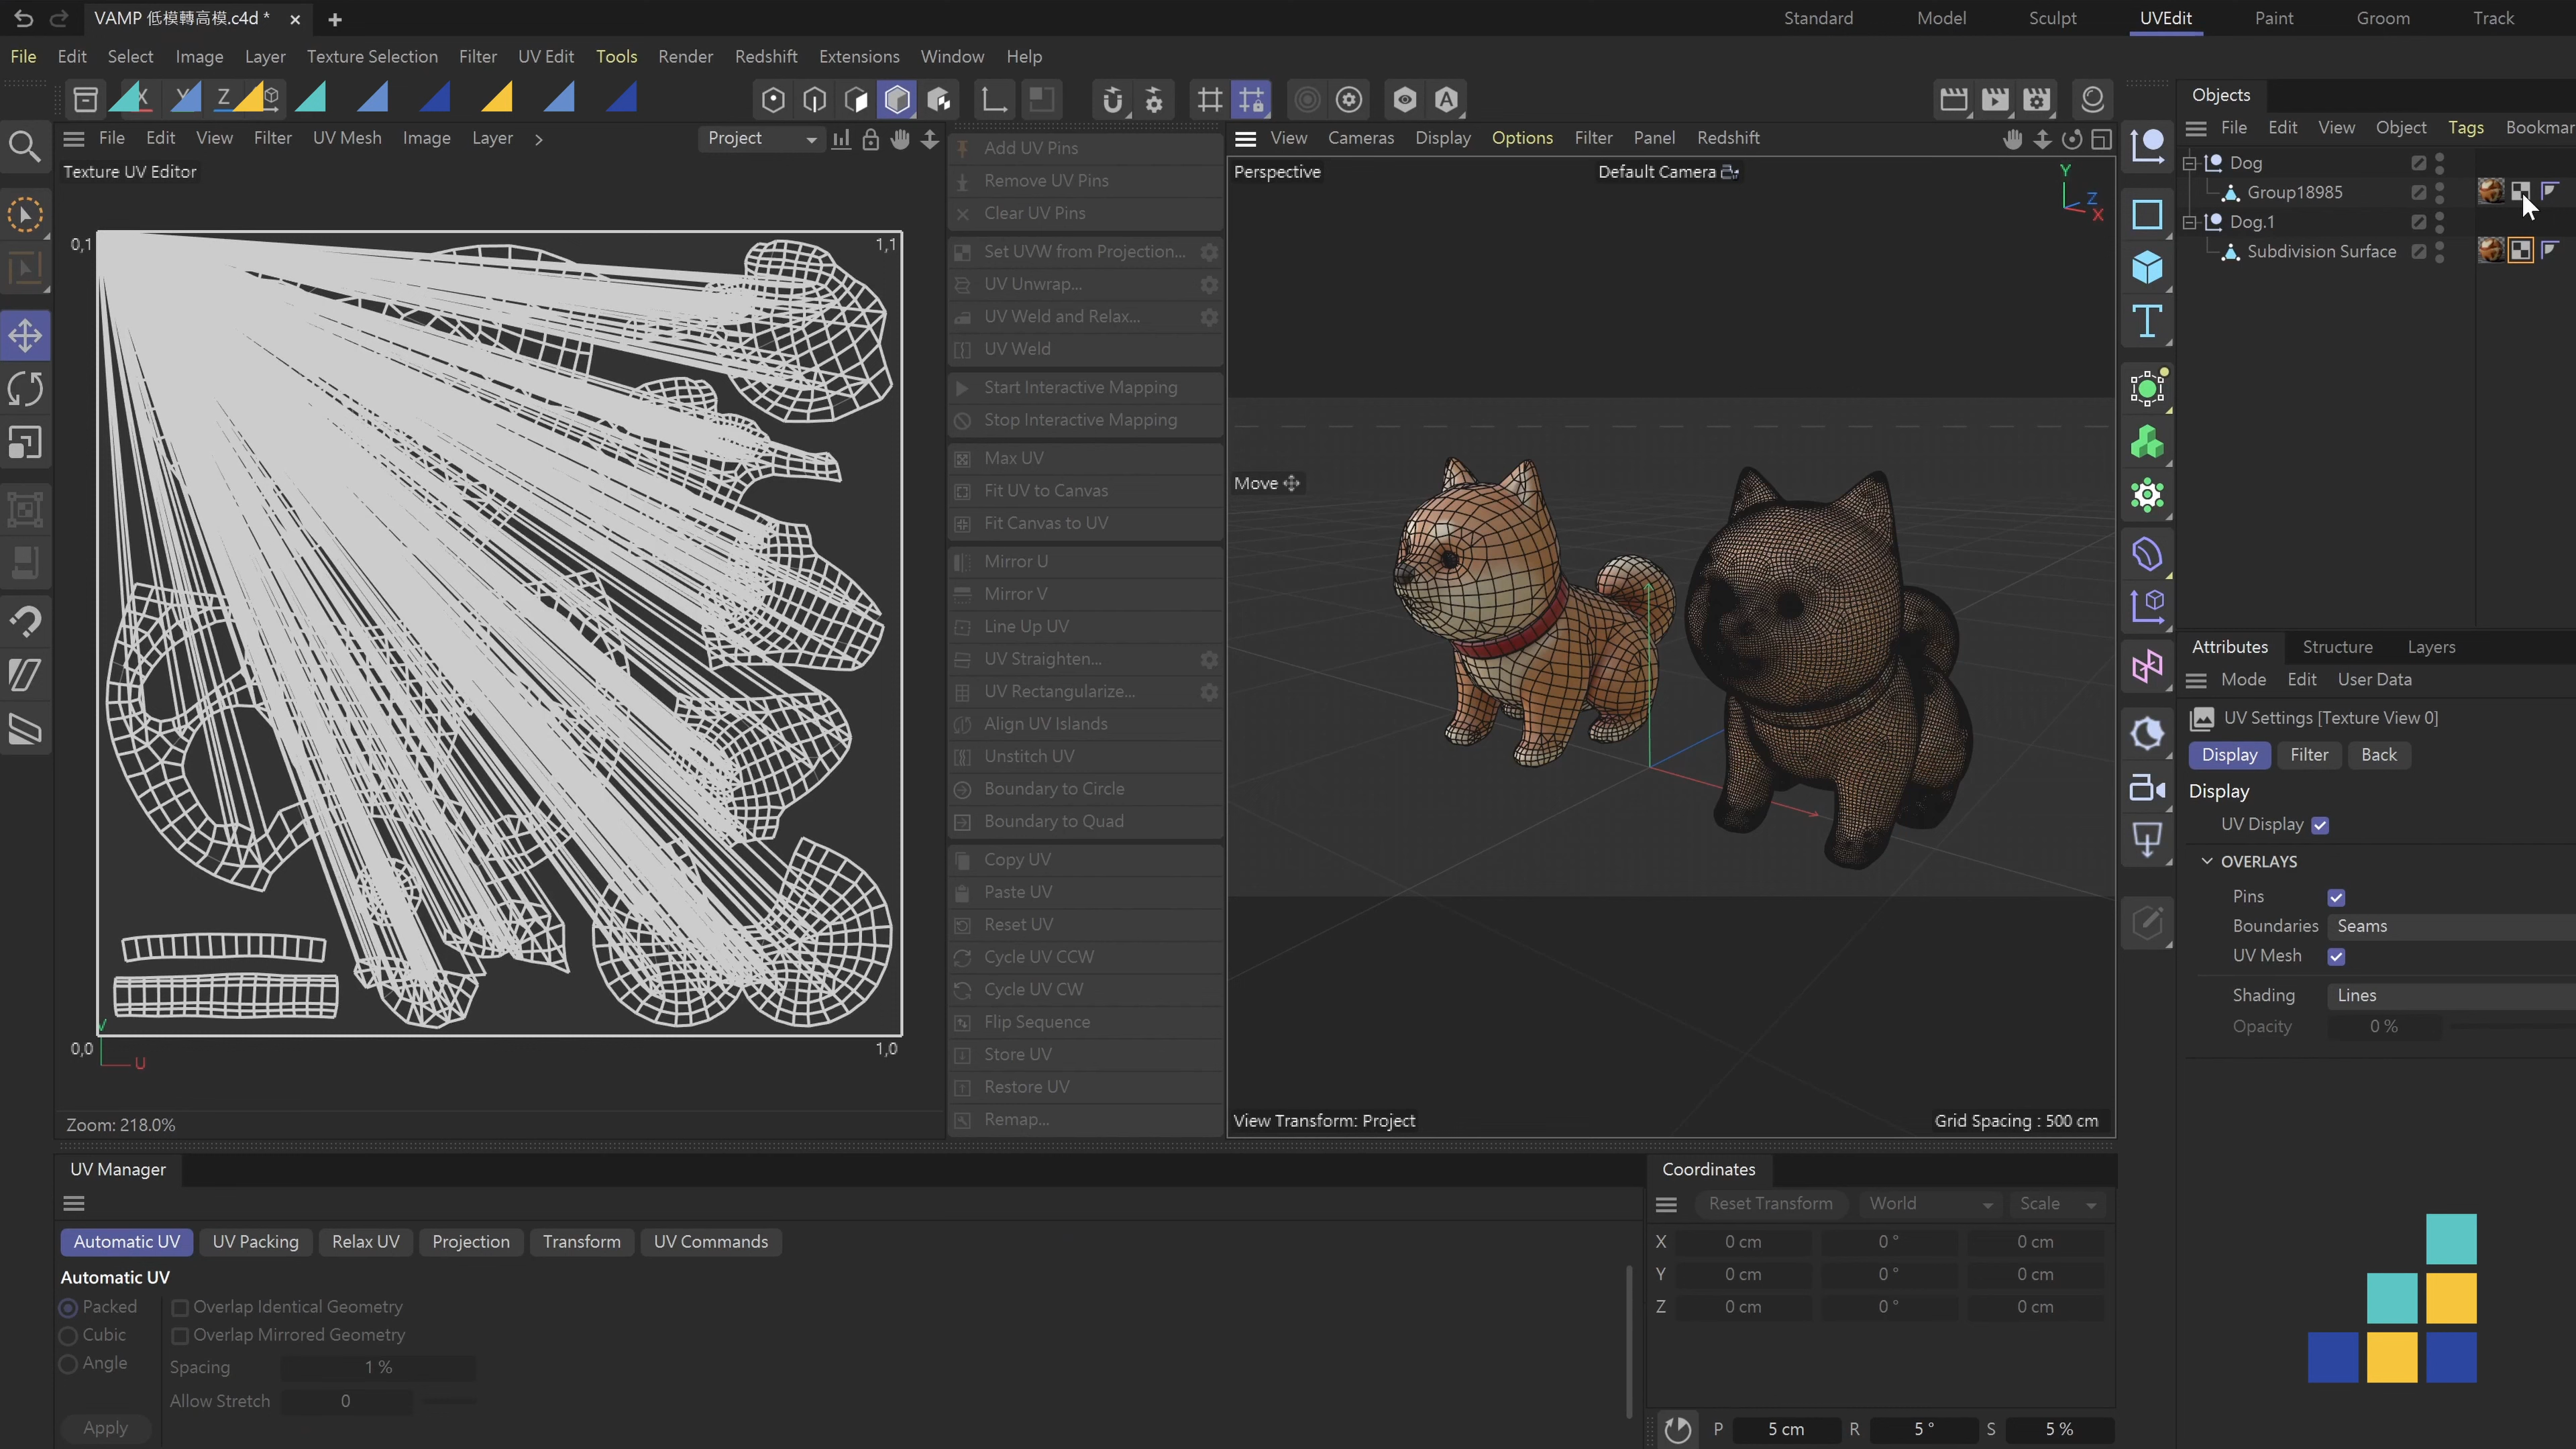 VAMP 低模轉高模.c4d *
Standard
Model
Sculpt
UVEdit
Paint
Groom
Track
File Edit Select Image Layer Texture Selection Filter UV Edit Tools Render Redshift Extensions Window Help
X Y Z
File Edit View Filter UV Mesh Image Layer
Project
Texture UV Editor
0,1
1,1
0,0
1,0
V
U
Zoom: 218.0%
Add UV Pins
Remove UV Pins
Clear UV Pins
Set UVW from Projection...
UV Unwrap...
UV Weld and Relax...
UV Weld
Start Interactive Mapping
Stop Interactive Mapping
Max UV
Fit UV to Canvas
Fit Canvas to UV
Mirror U
Mirror V
Line Up UV
UV Straighten...
UV Rectangularize...
Align UV Islands
Unstitch UV
Boundary to Circle
Boundary to Quad
Copy UV
Paste UV
Reset UV
Cycle UV CCW
Cycle UV CW
Flip Sequence
Store UV
Restore UV
Remap...
View Cameras Display Options Filter Panel Redshift
Perspective
Default Camera
Y
Z
X
Move
View Transform: Project
Grid Spacing : 500 cm
Objects
File Edit View Object Tags Bookmar
Dog
Group18985
Dog.1
Subdivision Surface
Attributes Structure Layers
Mode Edit User Data
UV Settings [Texture View 0]
Display Filter Back
Display
UV Display
OVERLAYS
Pins
Boundaries Seams
UV Mesh
Shading Lines
Opacity 0 %
UV Manager
Automatic UV UV Packing Relax UV Projection Transform UV Commands
Automatic UV
Packed Overlap Identical Geometry
Cubic Overlap Mirrored Geometry
Angle Spacing 1 %
Allow Stretch 0
Apply
Coordinates
Reset Transform World Scale
X 0 cm 0 ° 0 cm
Y 0 cm 0 ° 0 cm
Z 0 cm 0 ° 0 cm
P 5 cm R 5 ° S 5 %